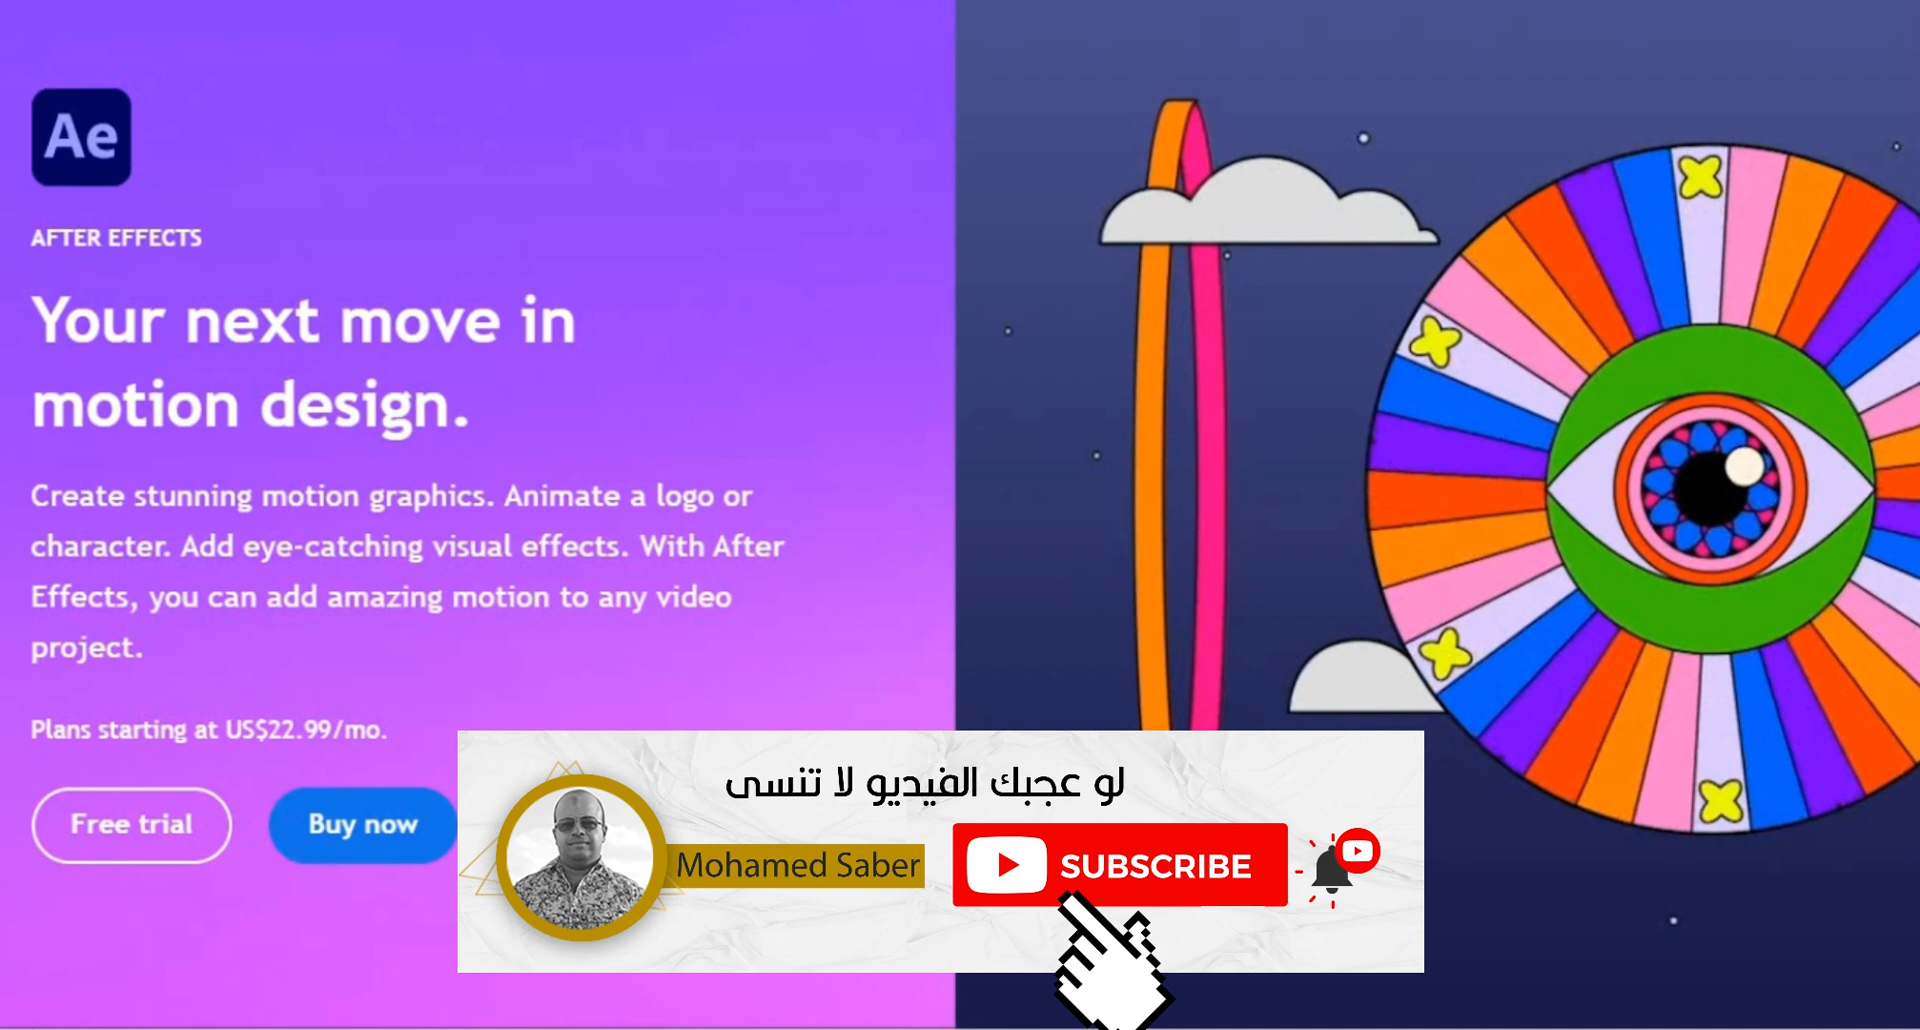 Ae
AFTER EFFECTS
Your next move in
motion design.
Create stunning motion graphics. Animate a logo or
character. Add eye-catching visual effects. With After
Effects, you can add amazing motion to any video
project.
Plans starting at US$22.99/mo.
Free trial
Buy now
لو عجبك الفيديو لا تنسى
Mohamed Saber
SUBSCRIBE